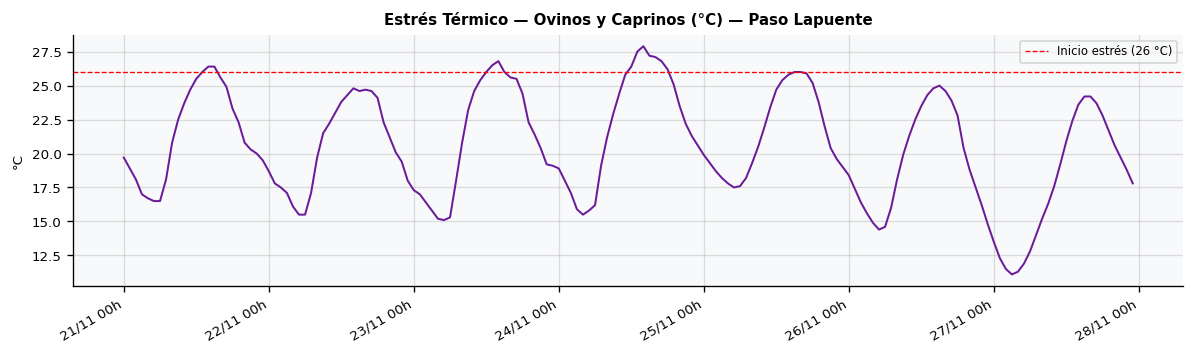 Estrés Térmico — Ovinos y Caprinos (°C) — Paso Lapuente
Inicio estrés (26 °C)
°C
27.5
25.0
22.5
20.0
17.5
15.0
12.5
21/11 00h
22/11 00h
23/11 00h
24/11 00h
25/11 00h
26/11 00h
27/11 00h
28/11 00h